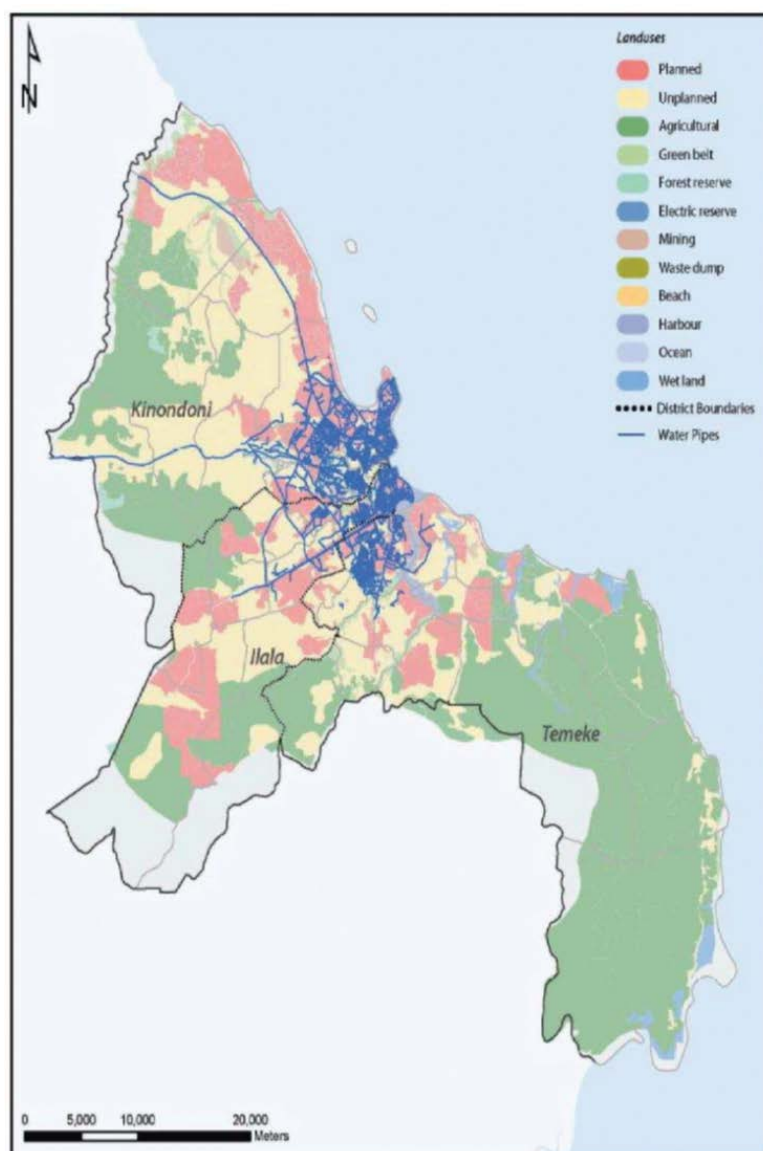 N
Landuses
Planned
Unplanned
Agricultural
Green belt
Forest reserve
Electric reserve
Mining
Waste dump
Beach
Harbour
Ocean
Wet land
District Boundaries
Water Pipes
Kinondoni
Ilala
Temeke
0 5,000 10,000 20,000
Meters